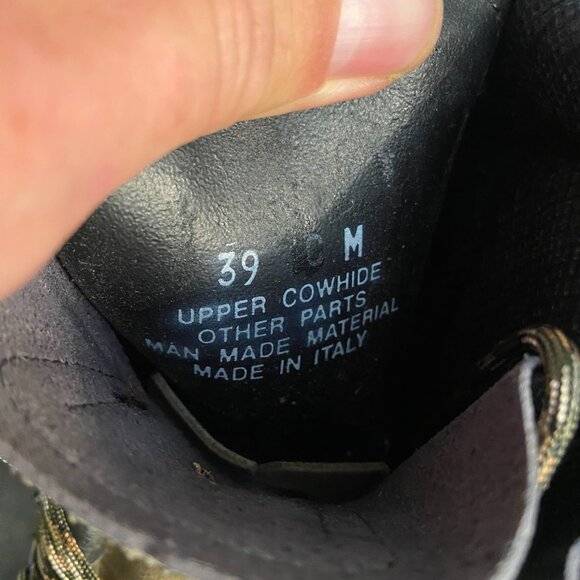 39 M
UPPER COWHIDE
OTHER PARTS
MAN MADE MATERIAL
MADE IN ITALY